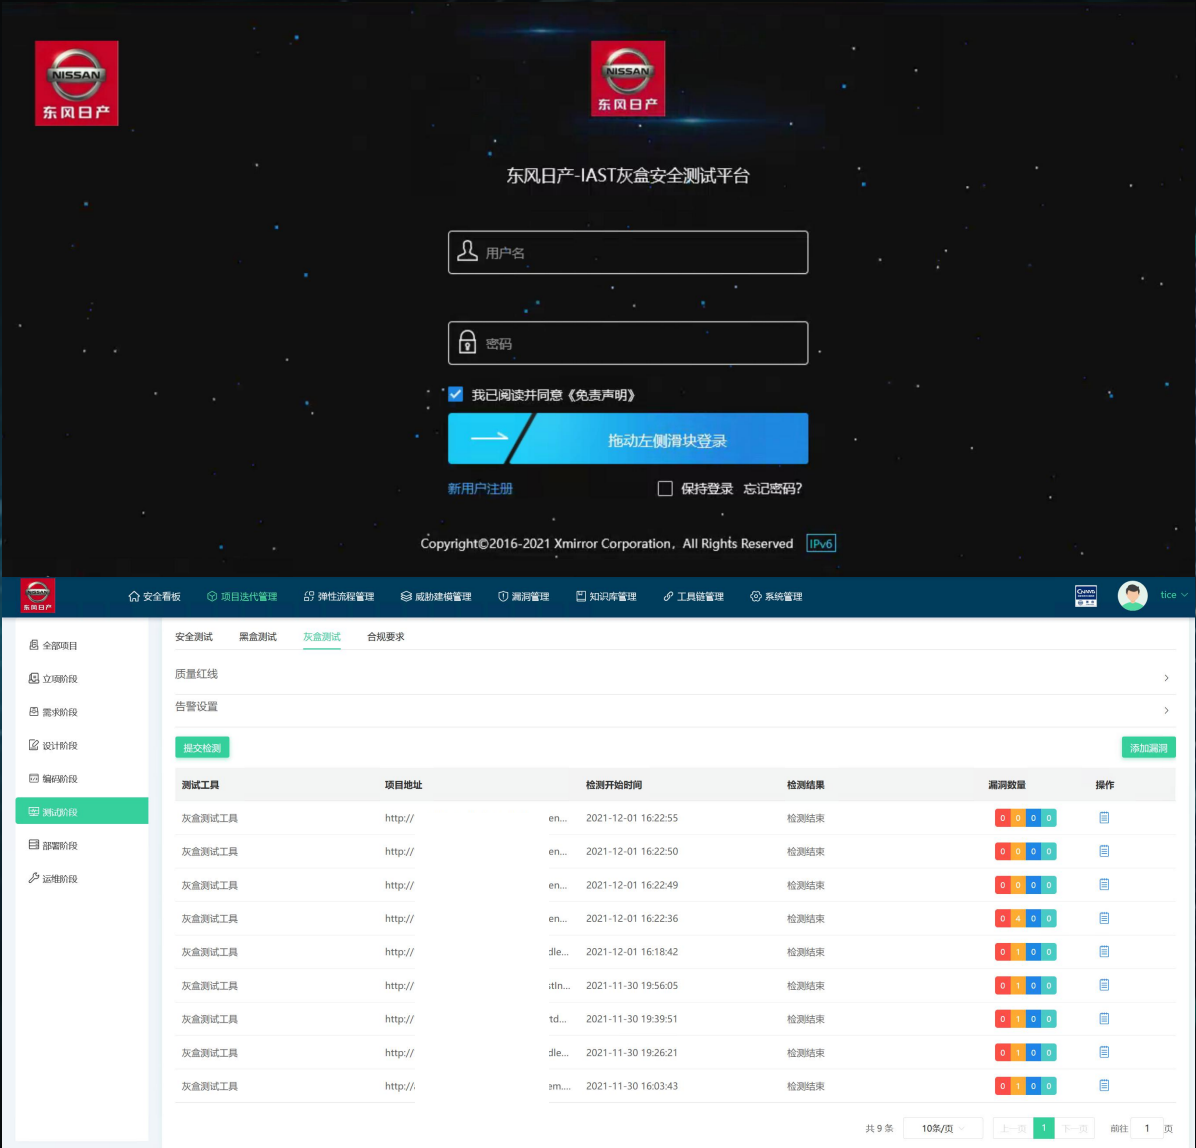 NISSAN
东风日产
NISSAN
东风日产
东风日产-IAST灰盒安全测试平台
用户名
密码
我已阅读并同意《免责声明》
拖动左侧滑块登录
新用户注册 保持登录 忘记密码?
Copyright©2016-2021 Xmirror Corporation, All Rights Reserved IPv6
东风日产
安全看板 项目迭代管理 弹性流程管理 威胁建模管理 漏洞管理 知识库管理 工具链管理 系统管理 tice
全部项目
立项阶段
需求阶段
设计阶段
编码阶段
测试阶段
部署阶段
运维阶段
安全测试 黑盒测试 灰盒测试 合规要求
质量红线
告警设置
提交检测 添加漏洞
测试工具 项目地址 检测开始时间 检测结果 漏洞数量 操作
灰盒测试工具 http:// en... 2021-12-01 16:22:55 检测结束 0 0 0 0
灰盒测试工具 http:// en... 2021-12-01 16:22:50 检测结束 0 0 0 0
灰盒测试工具 http:// en... 2021-12-01 16:22:49 检测结束 0 0 0 0
灰盒测试工具 http:// en... 2021-12-01 16:22:36 检测结束 0 4 0 0
灰盒测试工具 http:// dle... 2021-12-01 16:18:42 检测结束 0 1 0 0
灰盒测试工具 http:// stIn... 2021-11-30 19:56:05 检测结束 0 1 0 0
灰盒测试工具 http:// td... 2021-11-30 19:39:51 检测结束 0 1 0 0
灰盒测试工具 http:// dle... 2021-11-30 19:26:21 检测结束 0 1 0 0
灰盒测试工具 http:// em.... 2021-11-30 16:03:43 检测结束 0 1 0 0
共 9 条 10条/页 上一页 1 下一页 前往 1 页